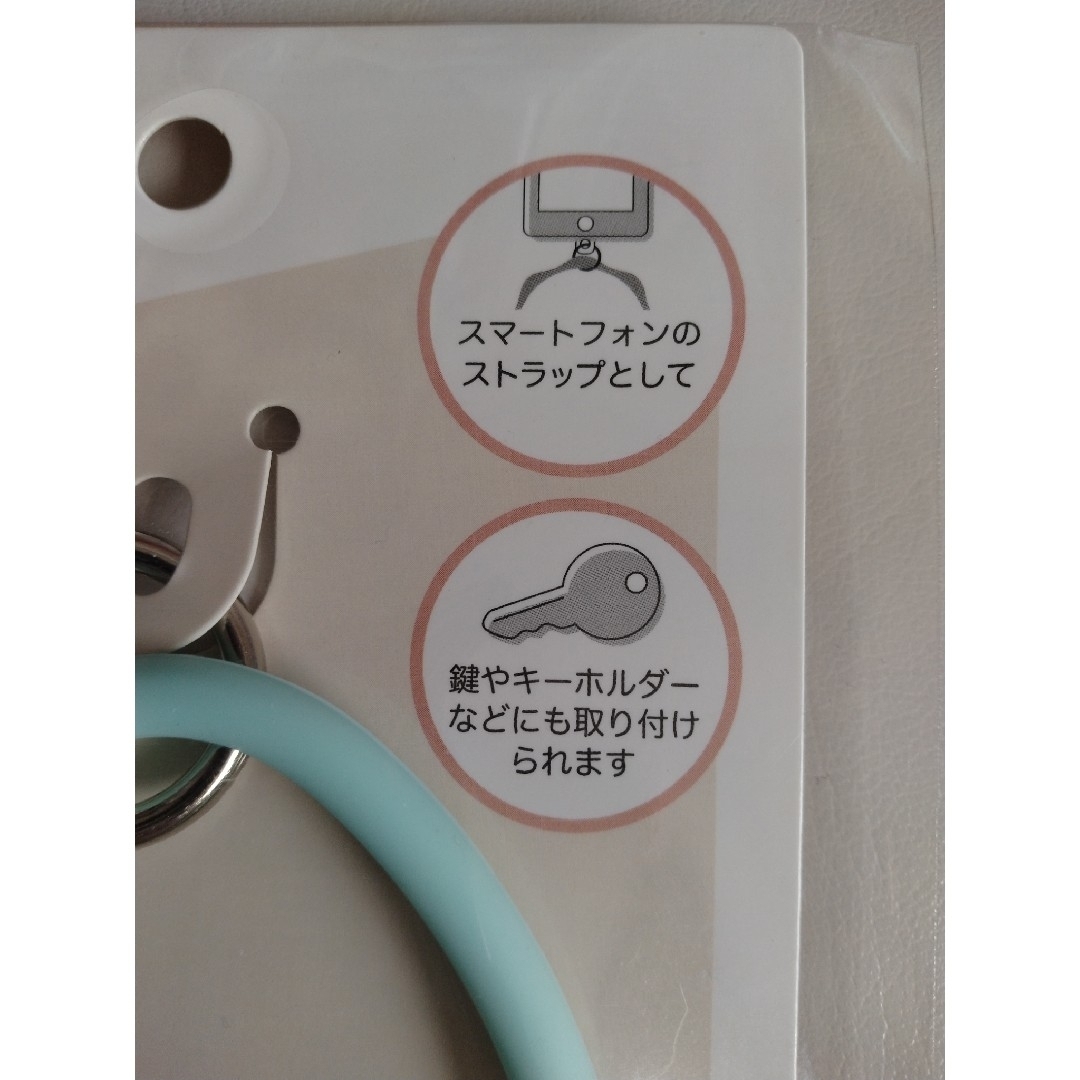 スマートフォンの
ストラップとして
鍵やキーホルダー
などにも取り付け
られます